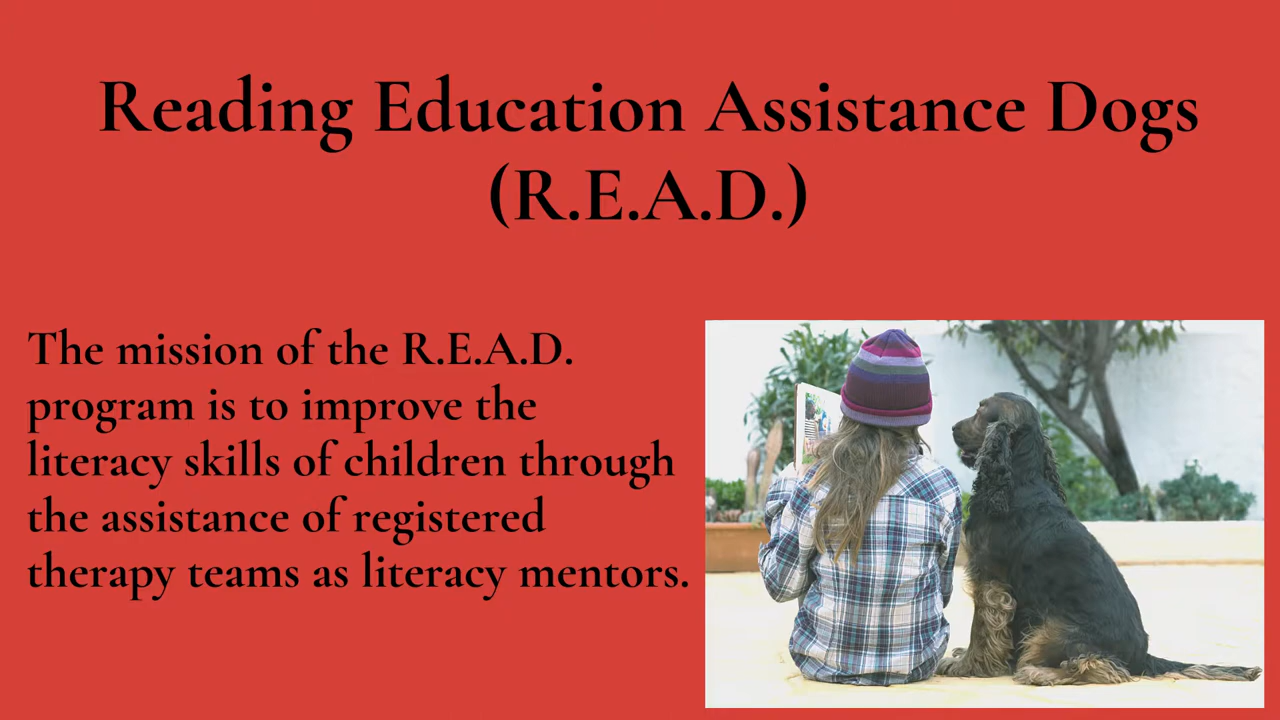 Reading Education Assistance Dogs
(R.E.A.D.)
The mission of the R.E.A.D.
program is to improve the
literacy skills of children through
the assistance of registered
therapy teams as literacy mentors.